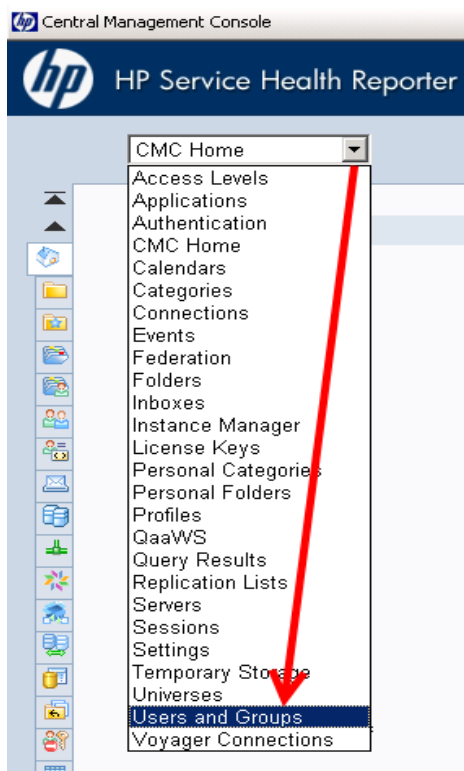 Central Management Console
hp
HP Service Health Reporter
CMC Home
Access Levels
Applications
Authentication
CMC Home
Calendars
Categories
Connections
Events
Federation
Folders
Inboxes
Instance Manager
License Keys
Personal Categories
Personal Folders
Profiles
QaaWS
Query Results
Replication Lists
Servers
Sessions
Settings
Temporary Storage
Universes
Users and Groups
Voyager Connections